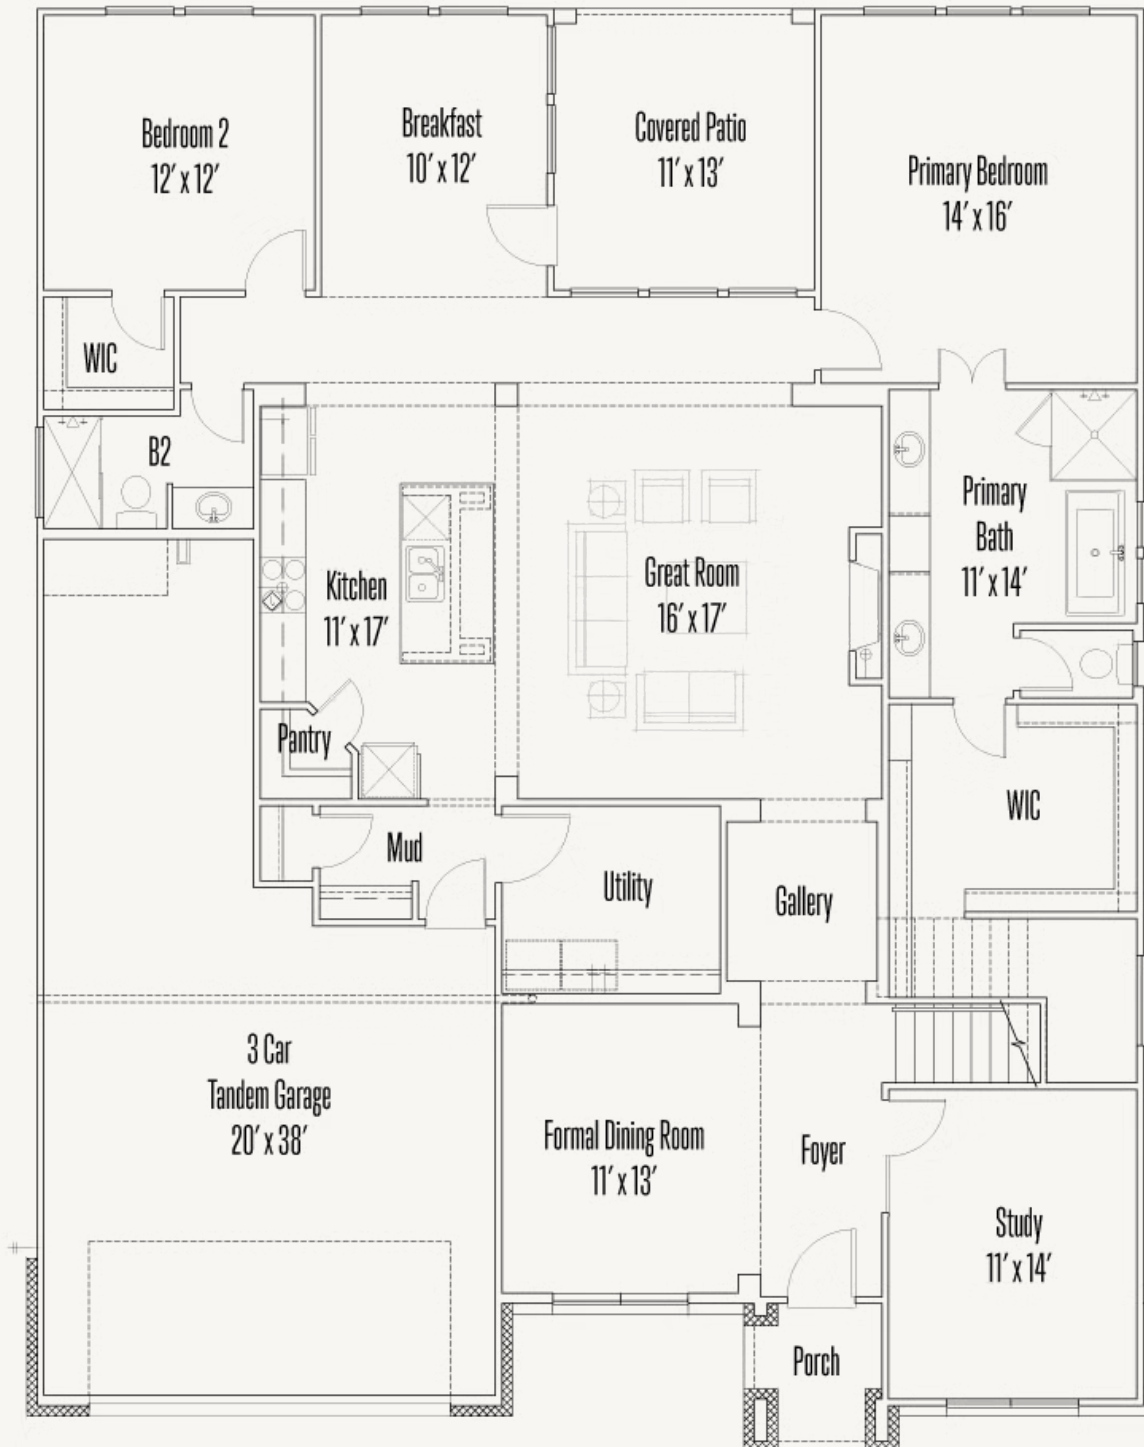 Bedroom 2
12' x 12'
Breakfast
10' x 12'
Covered Patio
11' x 13'
Primary Bedroom
14' x 16'
WIC
B2
Kitchen
11' x 17'
Great Room
16' x 17'
Primary
Bath
11' x 14'
Pantry
Mud
Utility
Gallery
WIC
3 Car
Tandem Garage
20' x 38'
Formal Dining Room
11' x 13'
Foyer
Study
11' x 14'
Porch